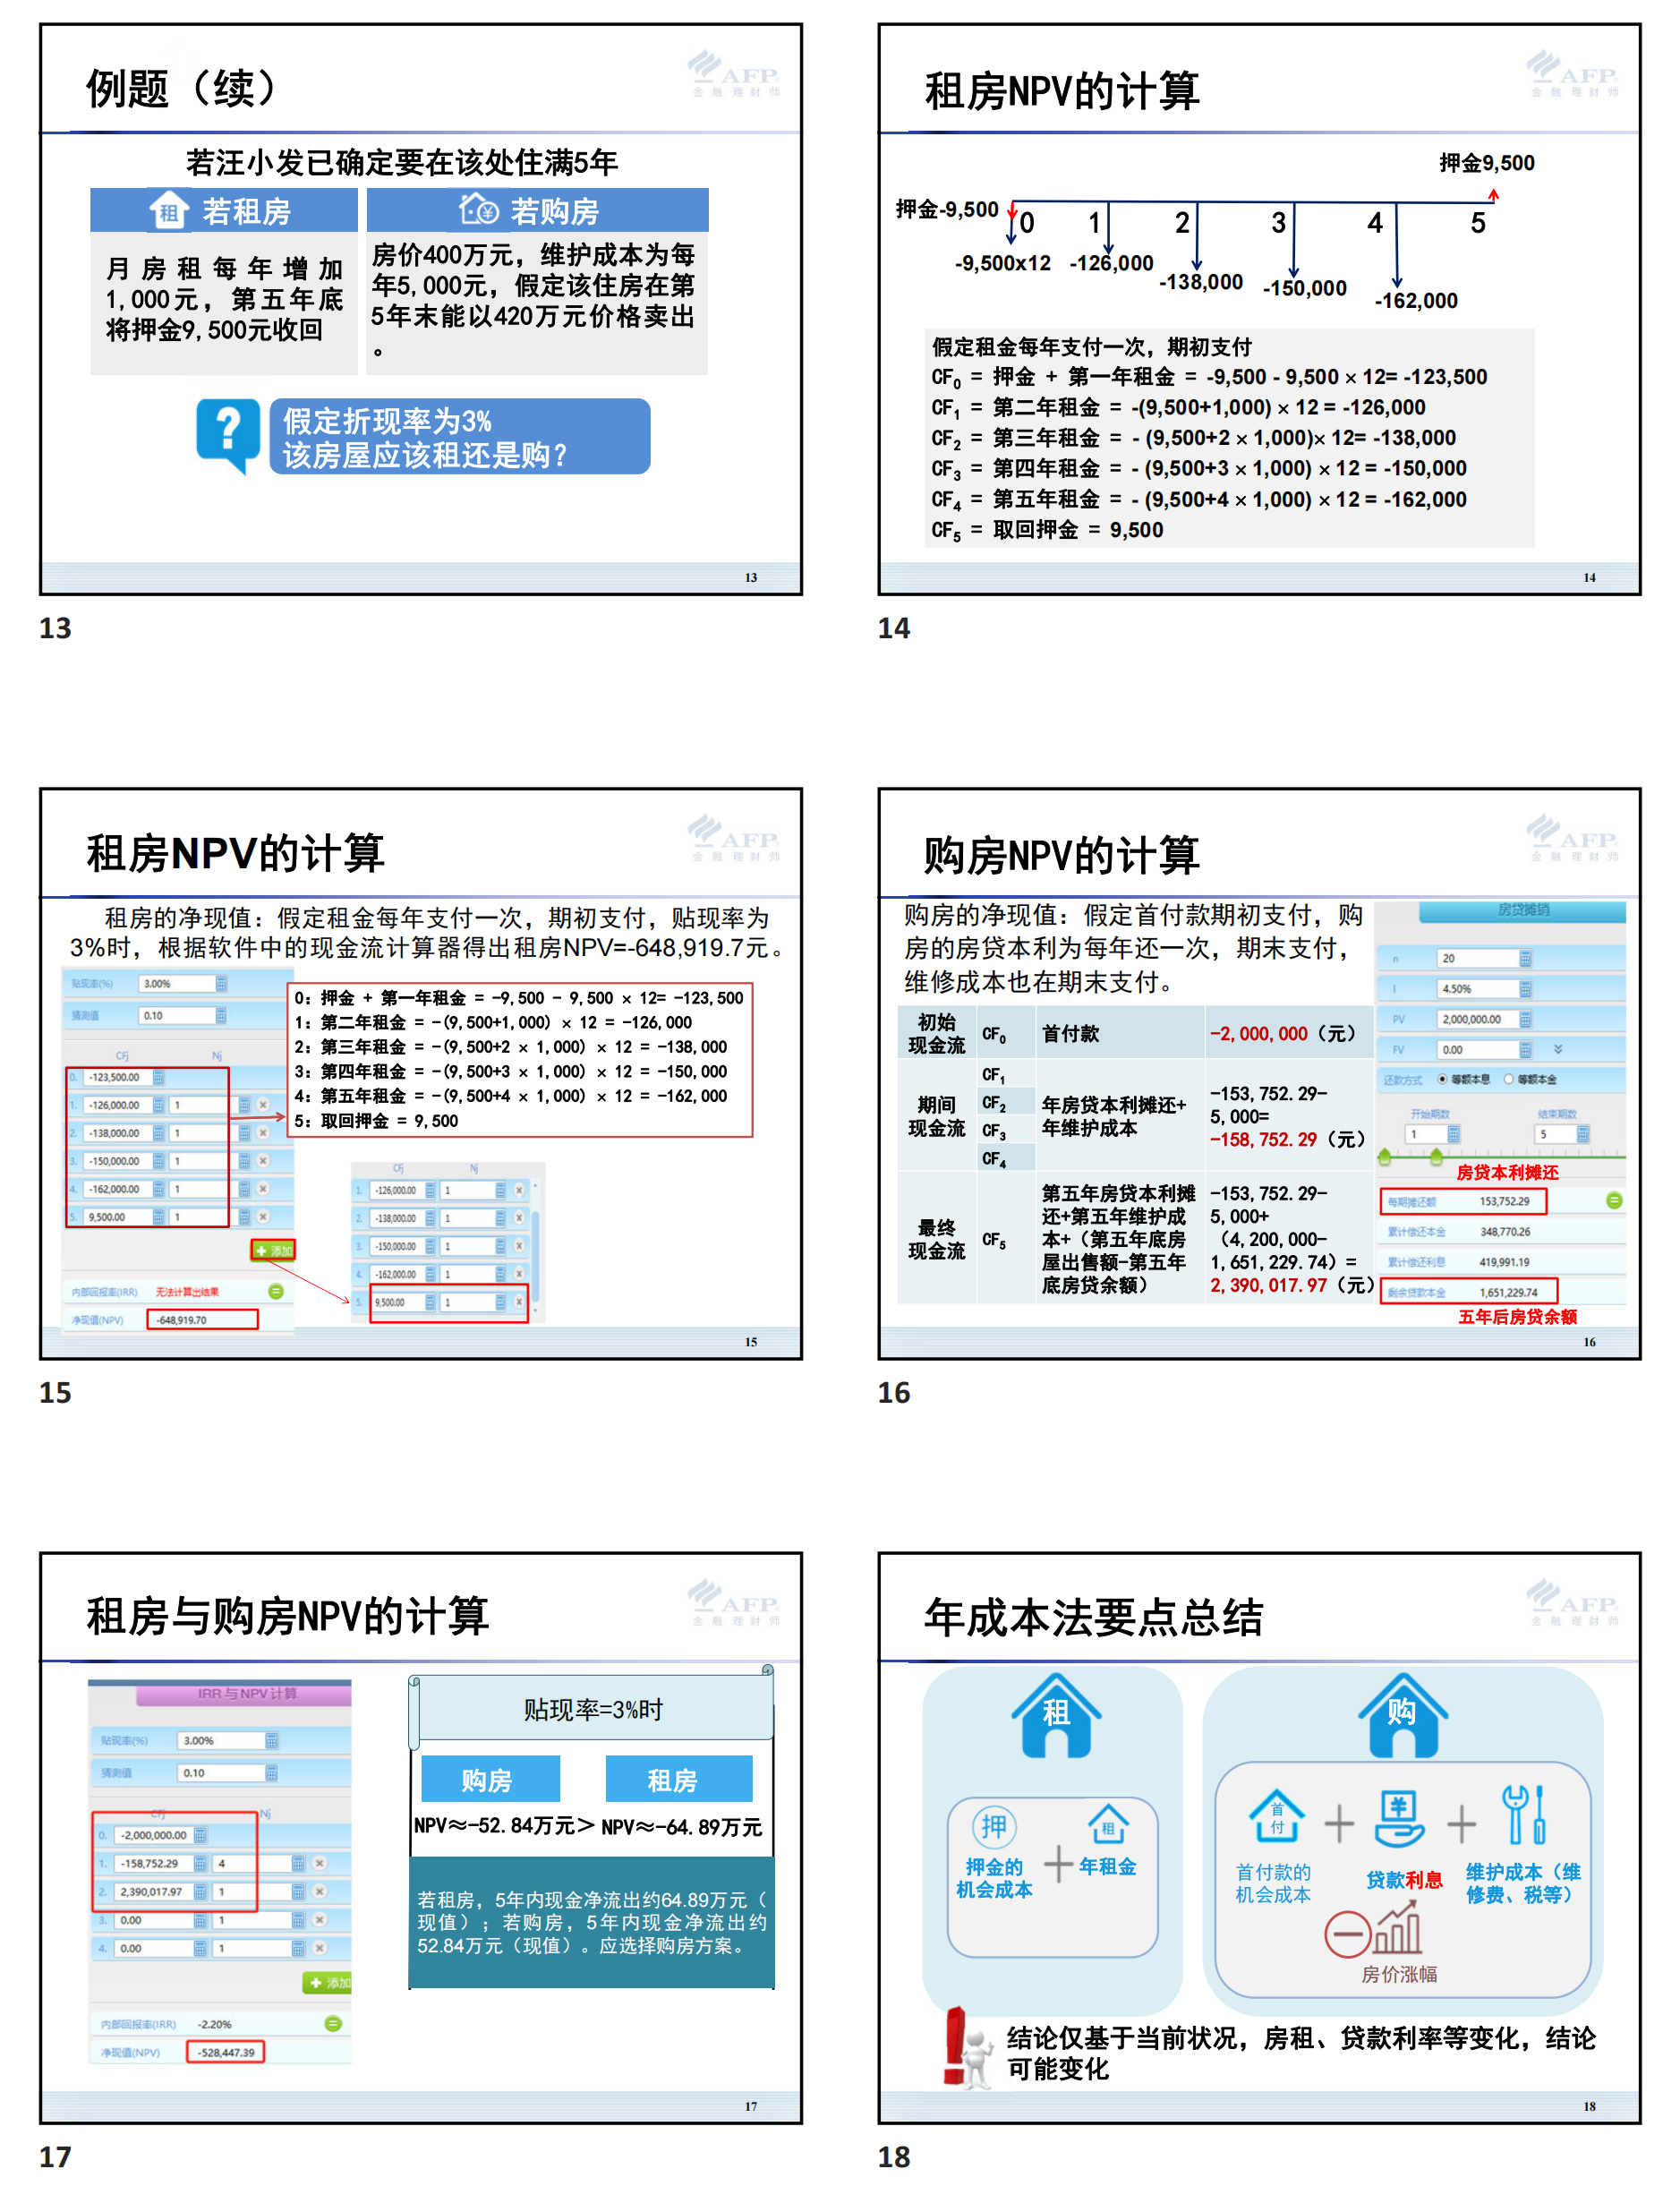 例题（续）
AFP
金融理财师
若汪小发已确定要在该处住满5年
租 若租房
¥ 若购房
月房租每年增加
1,000元，第五年底
将押金9,500元收回
房价400万元，维护成本为每
年5,000元，假定该住房在第
5年末能以420万元价格卖出
。
?
假定折现率为3%
该房屋应该租还是购?
13
13
租房NPV的计算
AFP
金融理财师
押金9,500
押金-9,500
0 1 2 3 4 5
-9,500x12 -126,000
-138,000 -150,000
-162,000
假定租金每年支付一次，期初支付
CF0 = 押金 + 第一年租金 = -9,500 - 9,500 × 12= -123,500
CF1 = 第二年租金 = -(9,500+1,000) × 12 = -126,000
CF2 = 第三年租金 = - (9,500+2 × 1,000)× 12= -138,000
CF3 = 第四年租金 = - (9,500+3 × 1,000) × 12 = -150,000
CF4 = 第五年租金 = - (9,500+4 × 1,000) × 12 = -162,000
CF5 = 取回押金 = 9,500
14
14
租房NPV的计算
AFP
金融理财师
租房的净现值：假定租金每年支付一次，期初支付，贴现率为
3%时，根据软件中的现金流计算器得出租房NPV=-648,919.7元。
贴现率(%) 3.00%
猜测值 0.10
CFj Nj
0. -123,500.00
1. -126,000.00 1
2. -138,000.00 1
3. -150,000.00 1
4. -162,000.00 1
5. 9,500.00 1
添加
内部回报率(IRR) 无法计算出结果
净现值(NPV) -648,919.70
0：押金 + 第一年租金 = -9,500 - 9,500 × 12= -123,500
1：第二年租金 = -(9,500+1,000) × 12 = -126,000
2：第三年租金 = -(9,500+2 × 1,000) × 12 = -138,000
3：第四年租金 = -(9,500+3 × 1,000) × 12 = -150,000
4：第五年租金 = -(9,500+4 × 1,000) × 12 = -162,000
5：取回押金 = 9,500
CFj Nj
1. -126,000.00 1
2. -138,000.00 1
3. -150,000.00 1
4. -162,000.00 1
5. 9,500.00 1
15
15
购房NPV的计算
AFP
金融理财师
购房的净现值：假定首付款期初支付，购
房的房贷本利为每年还一次，期末支付，
维修成本也在期末支付。
初始
现金流
CF0
首付款
-2,000,000（元）
期间
现金流
CF1
CF2
CF3
CF4
年房贷本利摊还+
年维护成本
-153,752.29-
5,000=
-158,752.29（元）
最终
现金流
CF5
第五年房贷本利摊
还+第五年维护成
本+（第五年底房
屋出售额-第五年
底房贷余额）
-153,752.29-
5,000+
（4,200,000-
1,651,229.74）=
2,390,017.97（元）
房贷摊销
n 20
I 4.50%
PV 2,000,000.00
FV 0.00
还款方式 等额本息 等额本金
开始期数 结束期数
1 5
房贷本利摊还
每期摊还额 153,752.29
累计偿还本金 348,770.26
累计偿还利息 419,991.19
剩余贷款本金 1,651,229.74
五年后房贷余额
16
16
租房与购房NPV的计算
AFP
金融理财师
IRR与NPV计算
贴现率(%) 3.00%
猜测值 0.10
CFj Nj
0. -2,000,000.00
1. -158,752.29 4
2. 2,390,017.97 1
3. 0.00 1
4. 0.00 1
添加
内部回报率(IRR) -2.20%
净现值(NPV) -528,447.39
贴现率=3%时
购房 租房
NPV≈-52.84万元> NPV≈-64.89万元
若租房，5年内现金净流出约64.89万元（
现值）；若购房，5年内现金净流出约
52.84万元（现值）。应选择购房方案。
17
17
年成本法要点总结
AFP
金融理财师
租
押
租
押金的
机会成本
+
年租金
购
首
付
+
¥
+
首付款的
机会成本
贷款利息
维护成本（维
修费、税等）
房价涨幅
结论仅基于当前状况，房租、贷款利率等变化，结论
可能变化
18
18